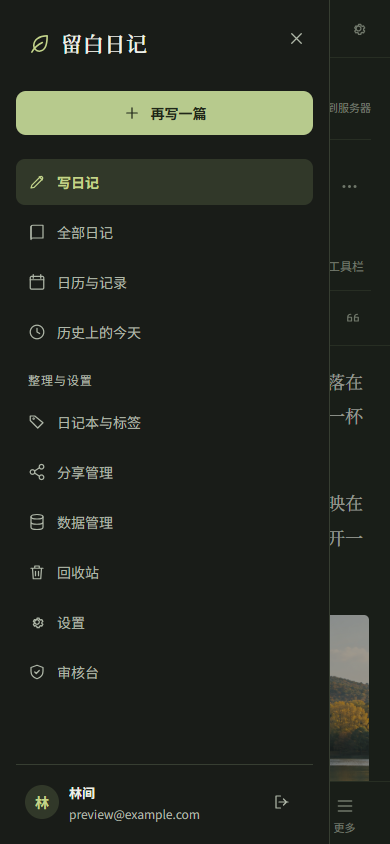 留白日记
再写一篇
写日记
全部日记
日历与记录
历史上的今天
整理与设置
日记本与标签
分享管理
数据管理
回收站
设置
审核台
林
林间
preview@example.com
到服务器
工具栏
落在
一杯
映在
开一
更多